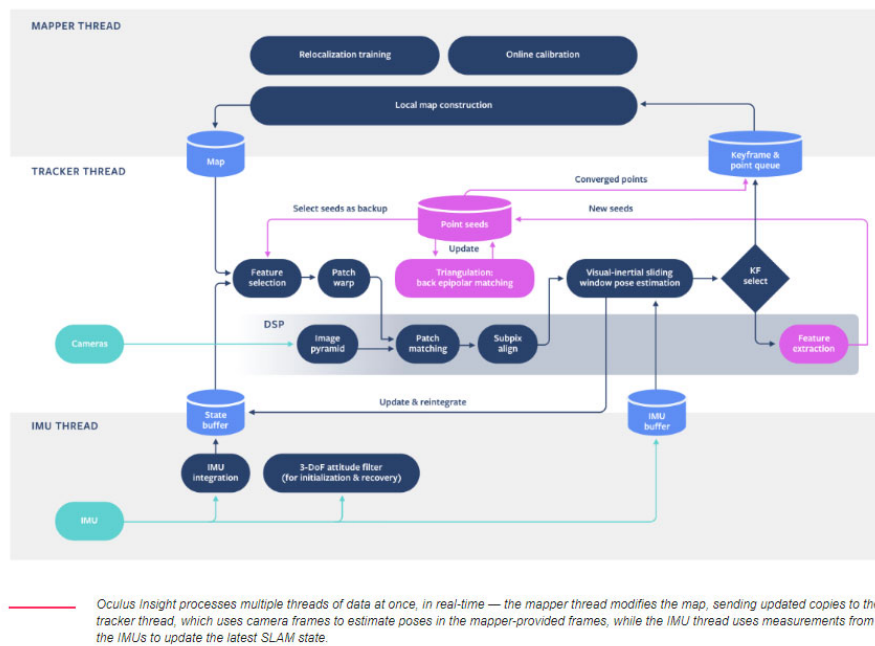 MAPPER THREAD
Relocalization training
Online calibration
Local map construction
Map
Keyframe &
point queue
TRACKER THREAD
Converged points
Select seeds as backup
Point seeds
New seeds
Update
Feature
selection
Patch
warp
Triangulation:
back epipolar matching
Visual-inertial sliding
window pose estimation
KF
select
DSP
Cameras
Image
pyramid
Patch
matching
Subpix
align
Feature
extraction
Update & reintegrate
State
buffer
IMU
buffer
IMU THREAD
IMU
integration
3-DoF attitude filter
(for initialization & recovery)
IMU
Oculus Insight processes multiple threads of data at once, in real-time — the mapper thread modifies the map, sending updated copies to the
tracker thread, which uses camera frames to estimate poses in the mapper-provided frames, while the IMU thread uses measurements from
the IMUs to update the latest SLAM state.